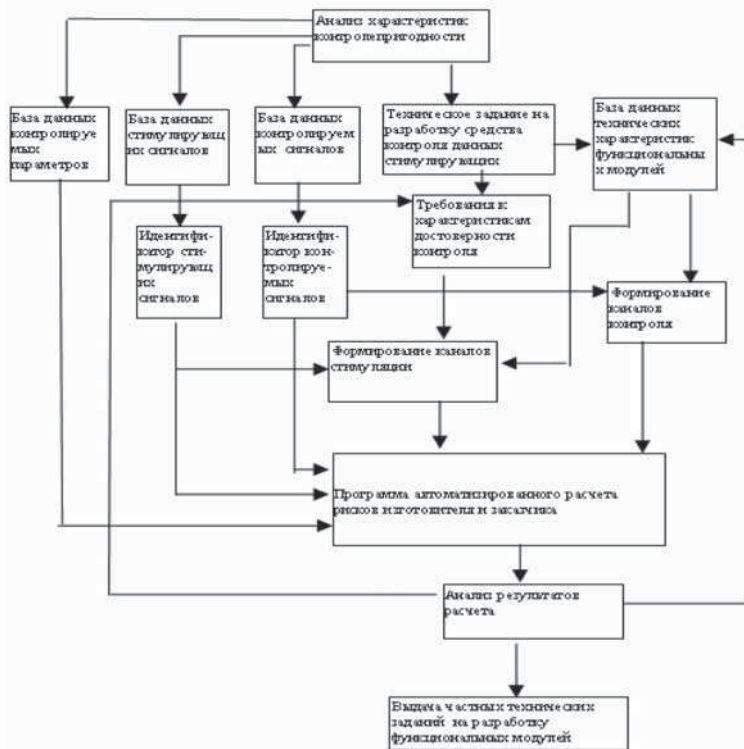 Анализ характеристик
контролепригодности
База данных
контролируе
мых
параметров
База данных
стимулирующ
их сигналов
База данных
контролируем
ых сигналов
Техническое задание на
разработку средства
контроля данных
стимулирующих
База данных
технических
характеристик
функциональны
х модулей
Требования к
характеристикам
достоверности
контроля
Идентифи-
катор сти-
мулирующ
их
сигналов
Идентифи-
катор конт-
ролируе-
мых
сигналов
Формирование
каналов
контроля
Формирование каналов
стимуляции
Программа автоматизированного расчета
рисков изготовителя и заказчика
Анализ результатов
расчета
Выдача частных технических
заданий на разработку
функциональных модулей